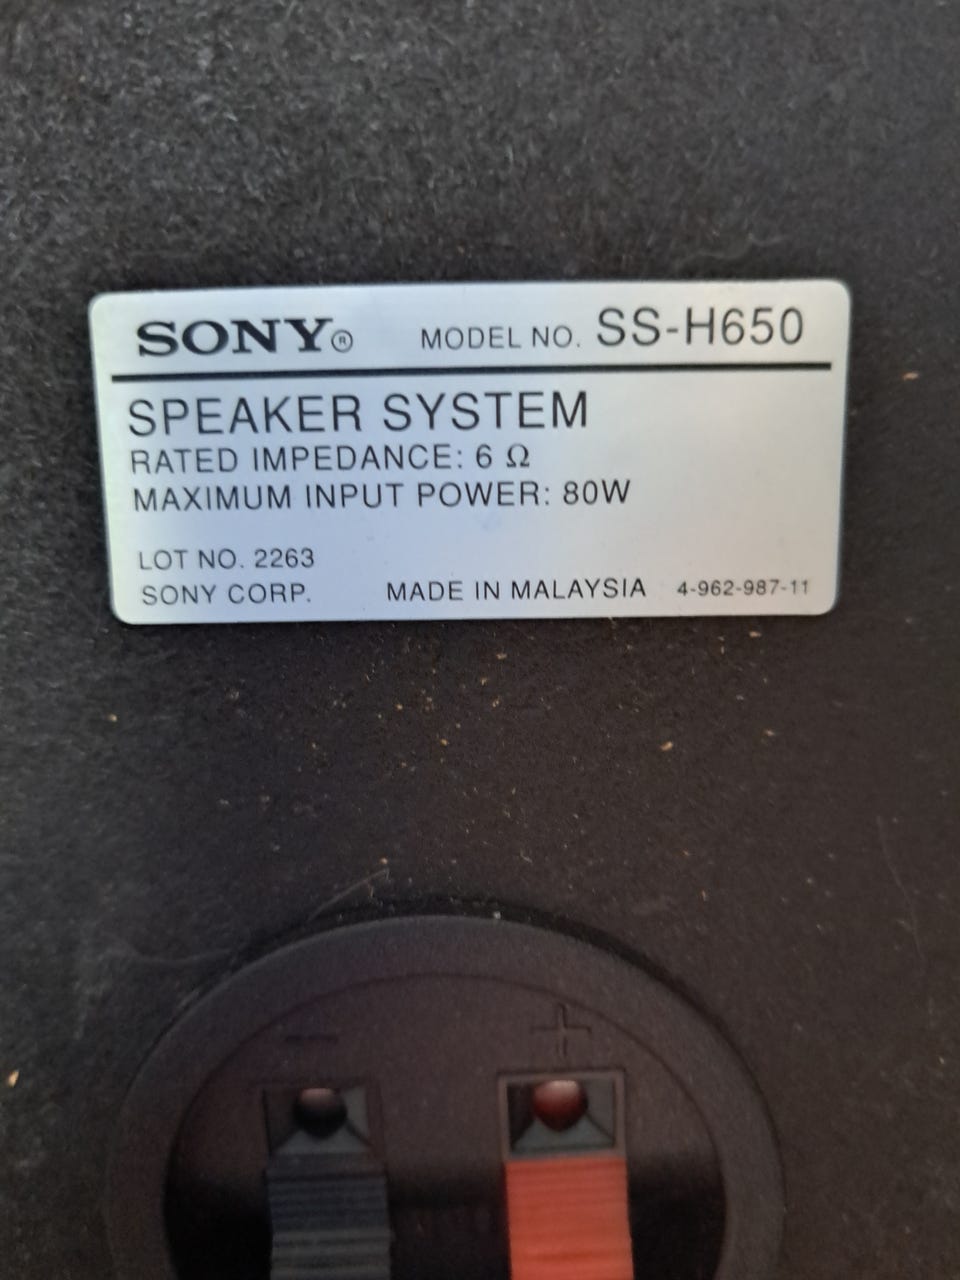 SONY® MODEL NO. SS-H650
SPEAKER SYSTEM
RATED IMPEDANCE: 6 Ω
MAXIMUM INPUT POWER: 80W
LOT NO. 2263
SONY CORP. MADE IN MALAYSIA 4-962-987-11
− +